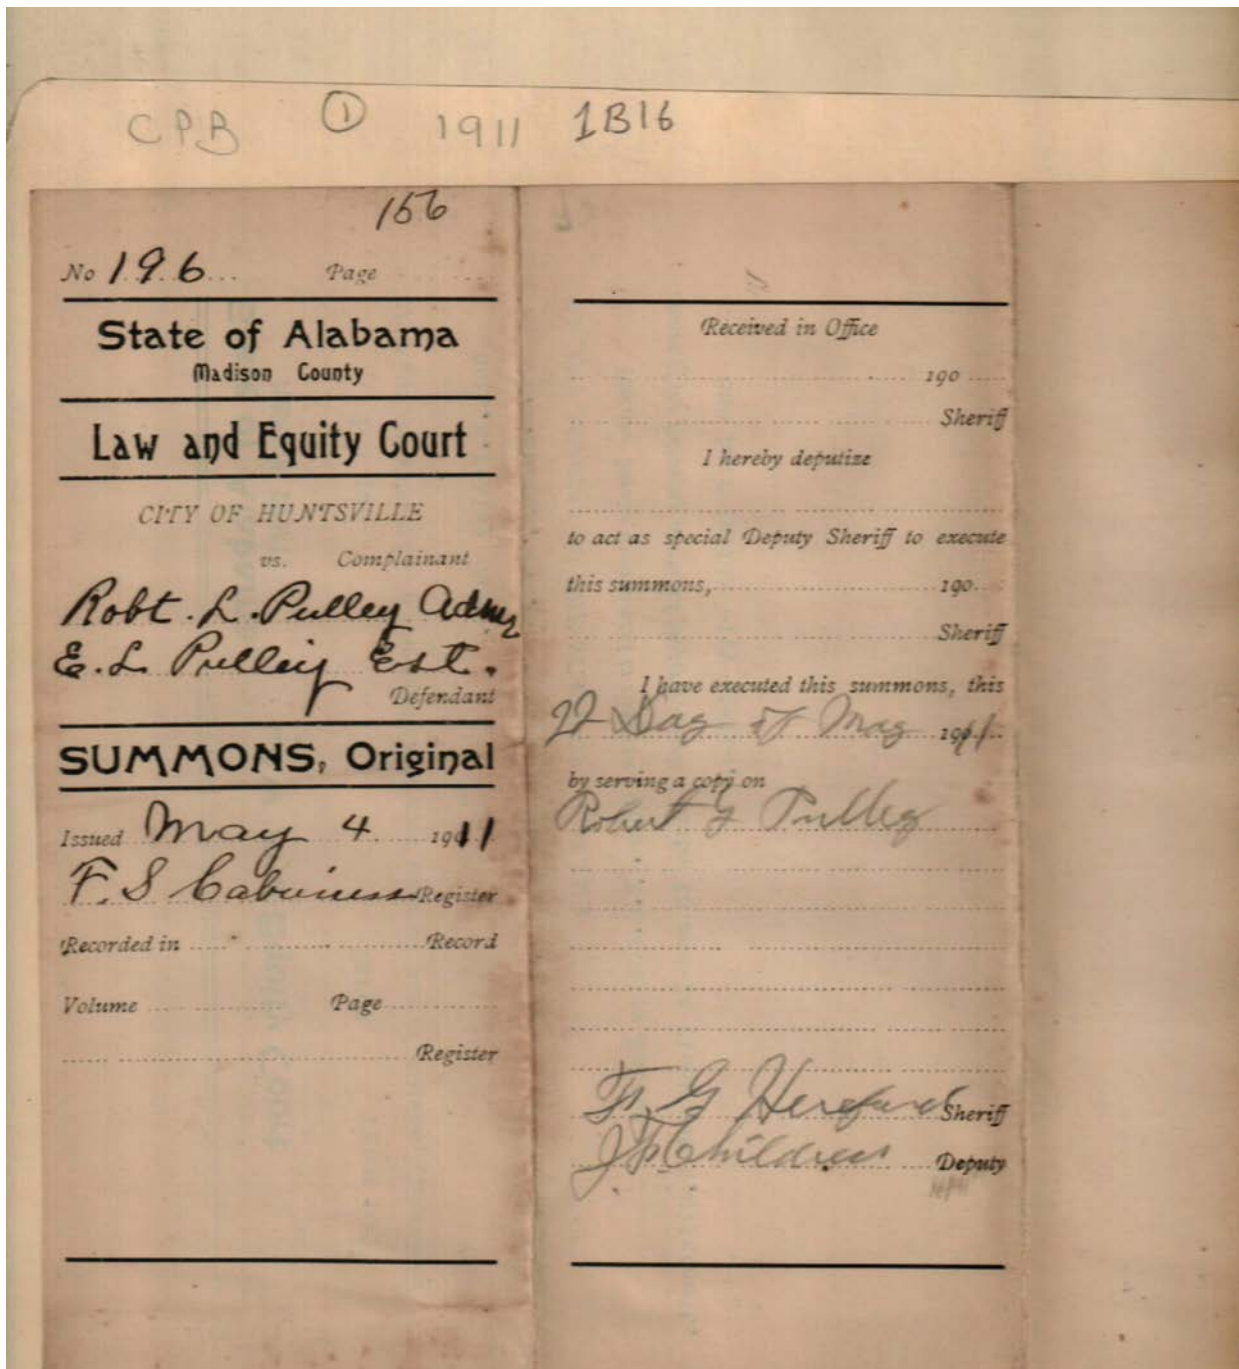 CPB ① 1911 1B16
156
No 196 Page
State of Alabama
Madison County
Law and Equity Court
CITY OF HUNTSVILLE
vs. Complainant
Robt. L. Pulley Admr
E. L. Pulley Est.
Defendant
SUMMONS, Original
Issued May 4 1911
F. S Cabaniss Register
Recorded in Record
Volume Page
Register
Received in Office
190
Sheriff
I hereby deputize
to act as special Deputy Sheriff to execute
this summons, 190
Sheriff
I have executed this summons, this
Day of May 1911
by serving a copy on
Robert L Pulley
Hereford Sheriff
Childress Deputy